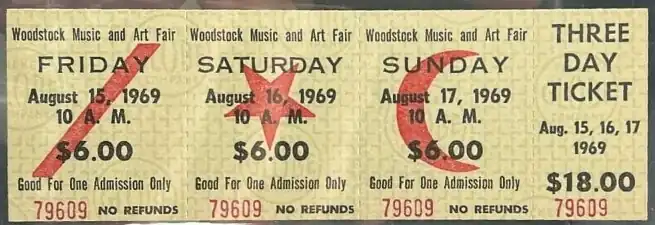 Woodstock Music and Art Fair
FRIDAY
August 15, 1969
10 A. M.
$6.00
Good For One Admission Only
79609 NO REFUNDS
Woodstock Music and Art Fair
SATURDAY
August 16, 1969
10 A. M.
$6.00
Good For One Admission Only
79609 NO REFUNDS
Woodstock Music and Art Fair
SUNDAY
August 17, 1969
10 A. M.
$6.00
Good For One Admission Only
79609 NO REFUNDS
THREE
DAY
TICKET
Aug. 15, 16, 17
1969
$18.00
79609